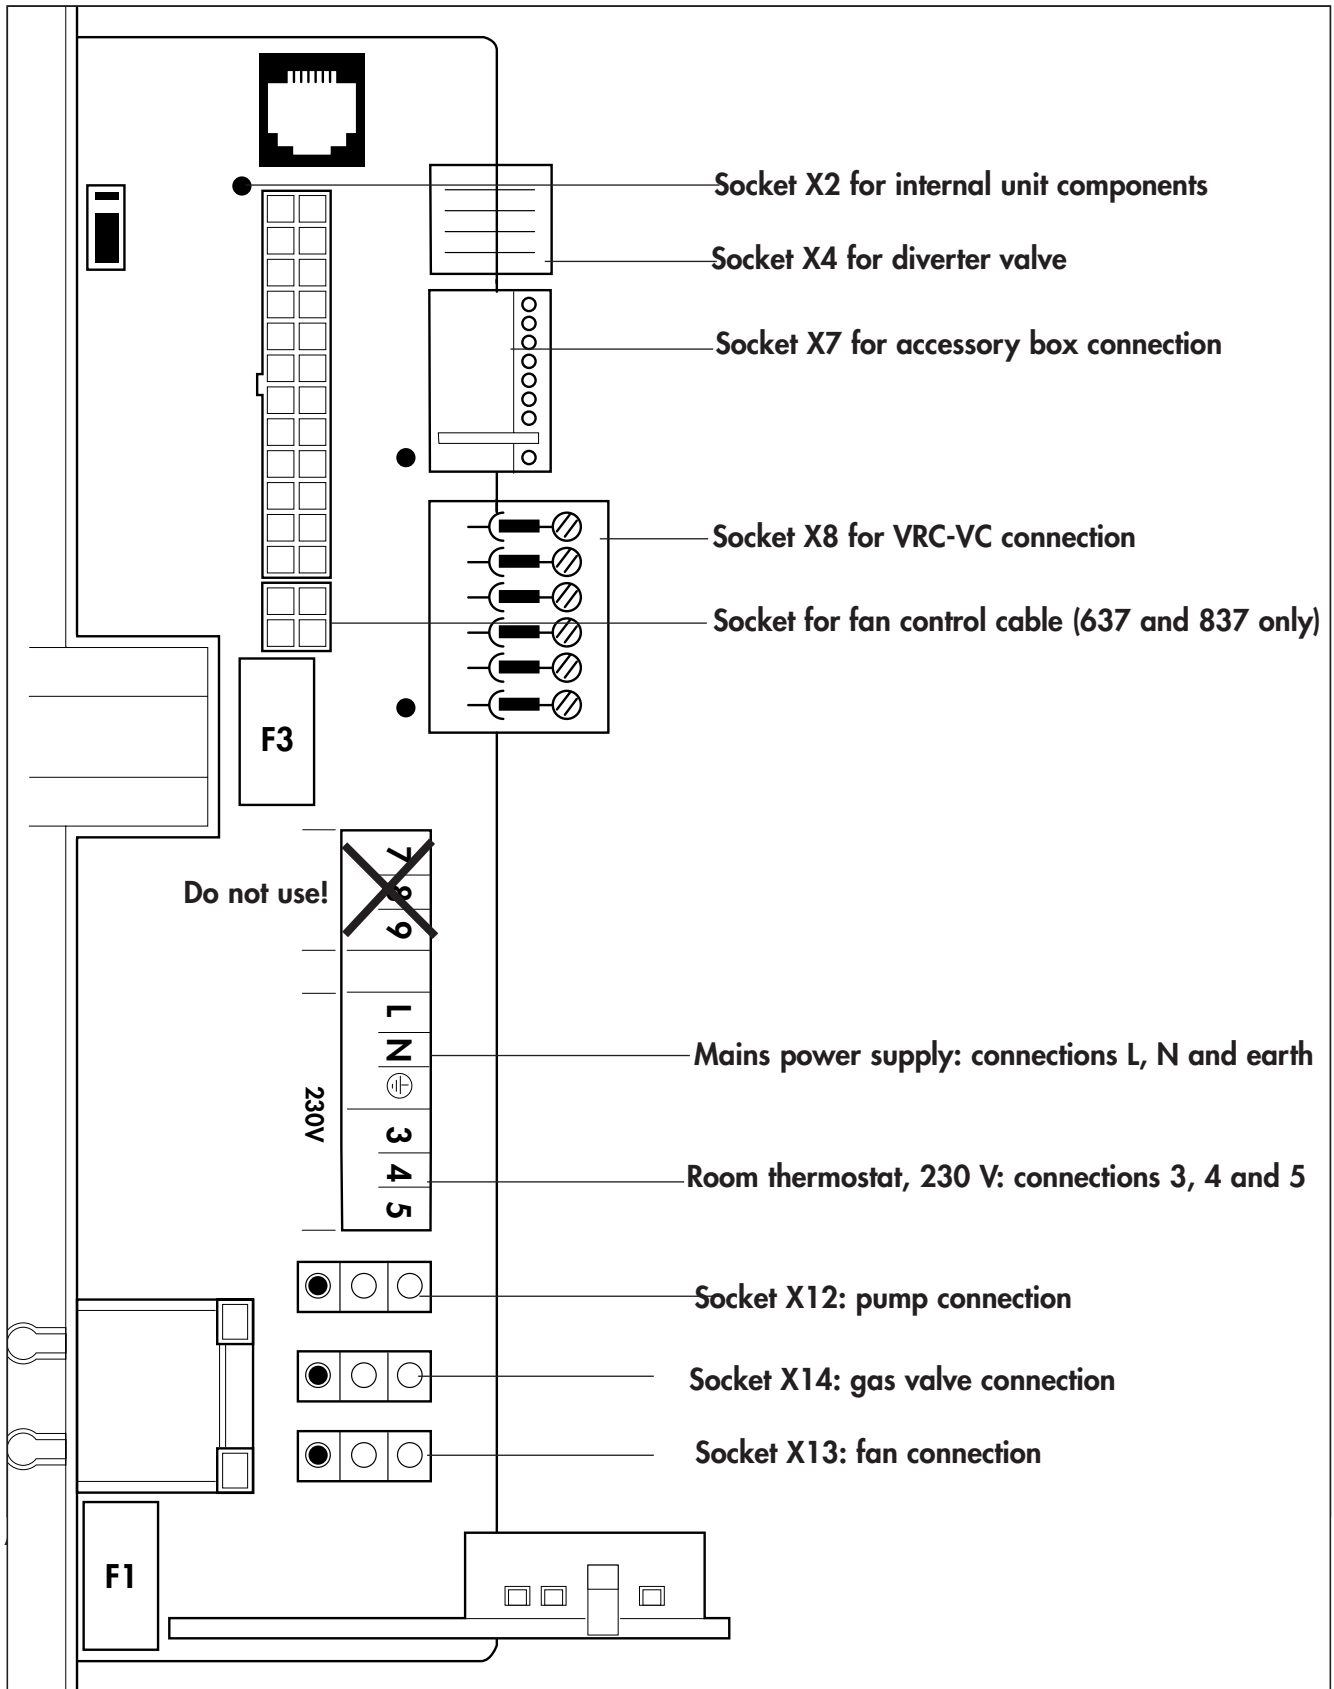 Socket X2 for internal unit components
Socket X4 for diverter valve
Socket X7 for accessory box connection
Socket X8 for VRC-VC connection
Socket for fan control cable (637 and 837 only)
F3
7
Do not use!
8
9
L
N
Mains power supply: connections L, N and earth
230V
3
4
Room thermostat, 230 V: connections 3, 4 and 5
5
Socket X12: pump connection
Socket X14: gas valve connection
Socket X13: fan connection
F1